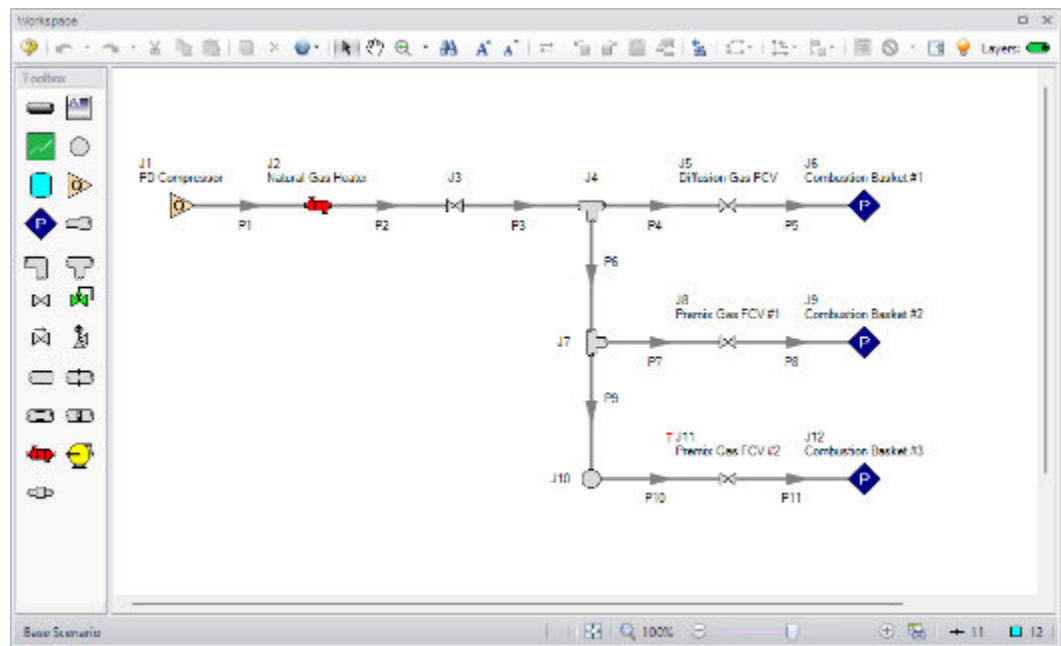 Workspace
Layers:
Toolbox
J1
PD Compressor
J2
Natural Gas Heater
J3
J4
J5
Diffusion Gas FCV
J6
Combustion Basket #1
P1
P2
P3
P4
P5
P
P6
J8
Premix Gas FCV #1
J9
Combustion Basket #2
J7
P7
P8
P
P9
T J11
Premix Gas FCV #2
J12
Combustion Basket #3
J10
P10
P11
P
Base Scenario
100%
11
12